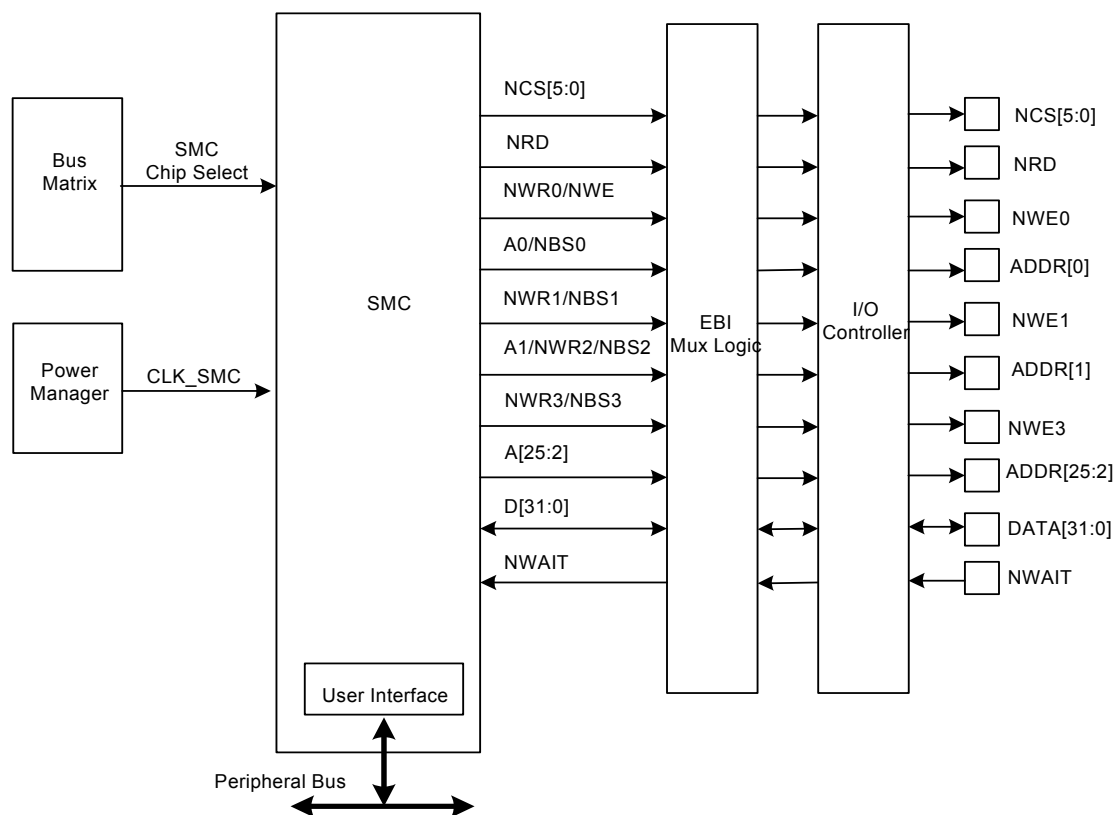 Bus
Matrix
SMC
Chip Select
Power
Manager
CLK_SMC
SMC
User Interface
Peripheral Bus
NCS[5:0]
NRD
NWR0/NWE
A0/NBS0
NWR1/NBS1
A1/NWR2/NBS2
NWR3/NBS3
A[25:2]
D[31:0]
NWAIT
EBI
Mux Logic
I/O
Controller
NCS[5:0]
NRD
NWE0
ADDR[0]
NWE1
ADDR[1]
NWE3
ADDR[25:2]
DATA[31:0]
NWAIT